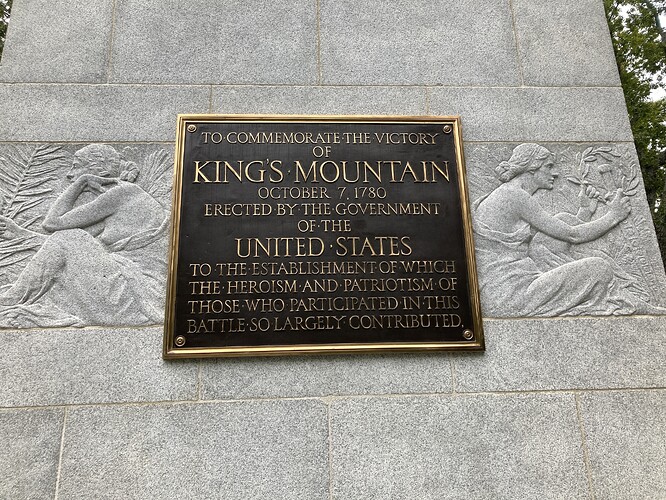 TO·COMMEMORATE·THE·VICTORY
OF
KING'S·MOUNTAIN
OCTOBER 7, 1780
ERECTED·BY·THE·GOVERNMENT
OF·THE
UNITED·STATES
TO·THE·ESTABLISHMENT·OF·WHICH
THE·HEROISM·AND·PATRIOTISM·OF
THOSE·WHO·PARTICIPATED·IN·THIS
BATTLE·SO·LARGELY·CONTRIBUTED.